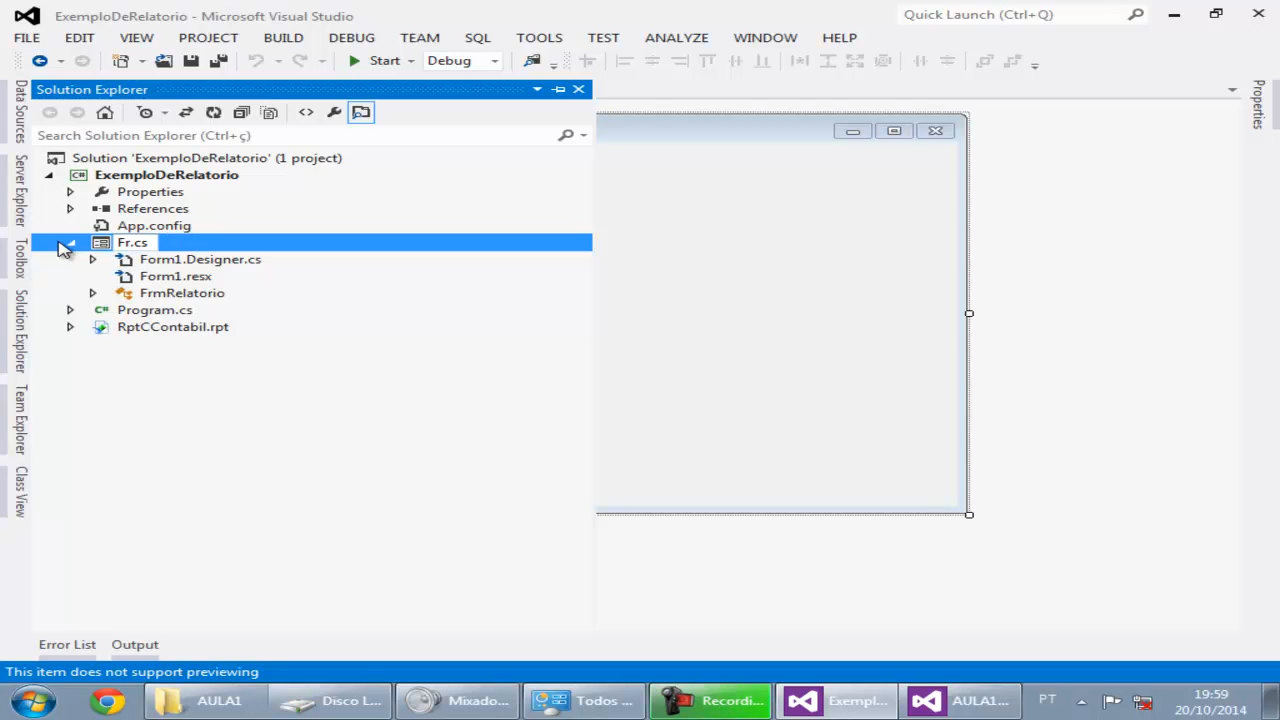 ExemploDeRelatorio - Microsoft Visual Studio
Quick Launch (Ctrl+Q)
FILE EDIT VIEW PROJECT BUILD DEBUG TEAM SQL TOOLS TEST ANALYZE WINDOW HELP
Start Debug
Data Sources
Server Explorer
Toolbox
Solution Explorer
Team Explorer
Class View
Solution Explorer
Search Solution Explorer (Ctrl+ç)
Solution 'ExemploDeRelatorio' (1 project)
ExemploDeRelatorio
Properties
References
App.config
Fr.cs
Form1.Designer.cs
Form1.resx
FrmRelatorio
Program.cs
RptCContabil.rpt
Properties
Error List Output
This item does not support previewing
AULA1 Disco L... Mixado... Todos ... Recordi... Exempl... AULA1... PT
19:59
20/10/2014